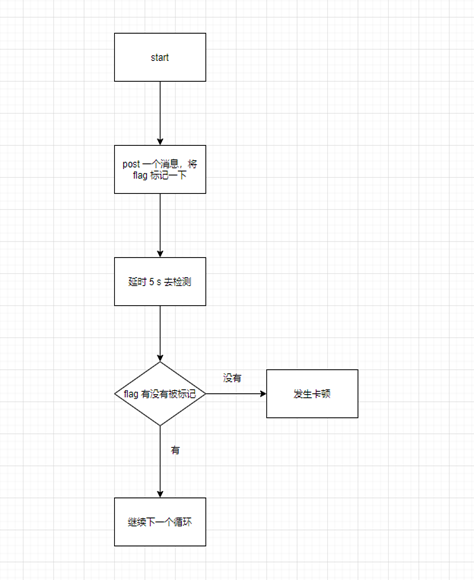 start
post 一个消息，将
flag 标记一下
延时 5 s 去检测
flag 有没有被标记
没有
发生卡顿
有
继续下一个循环